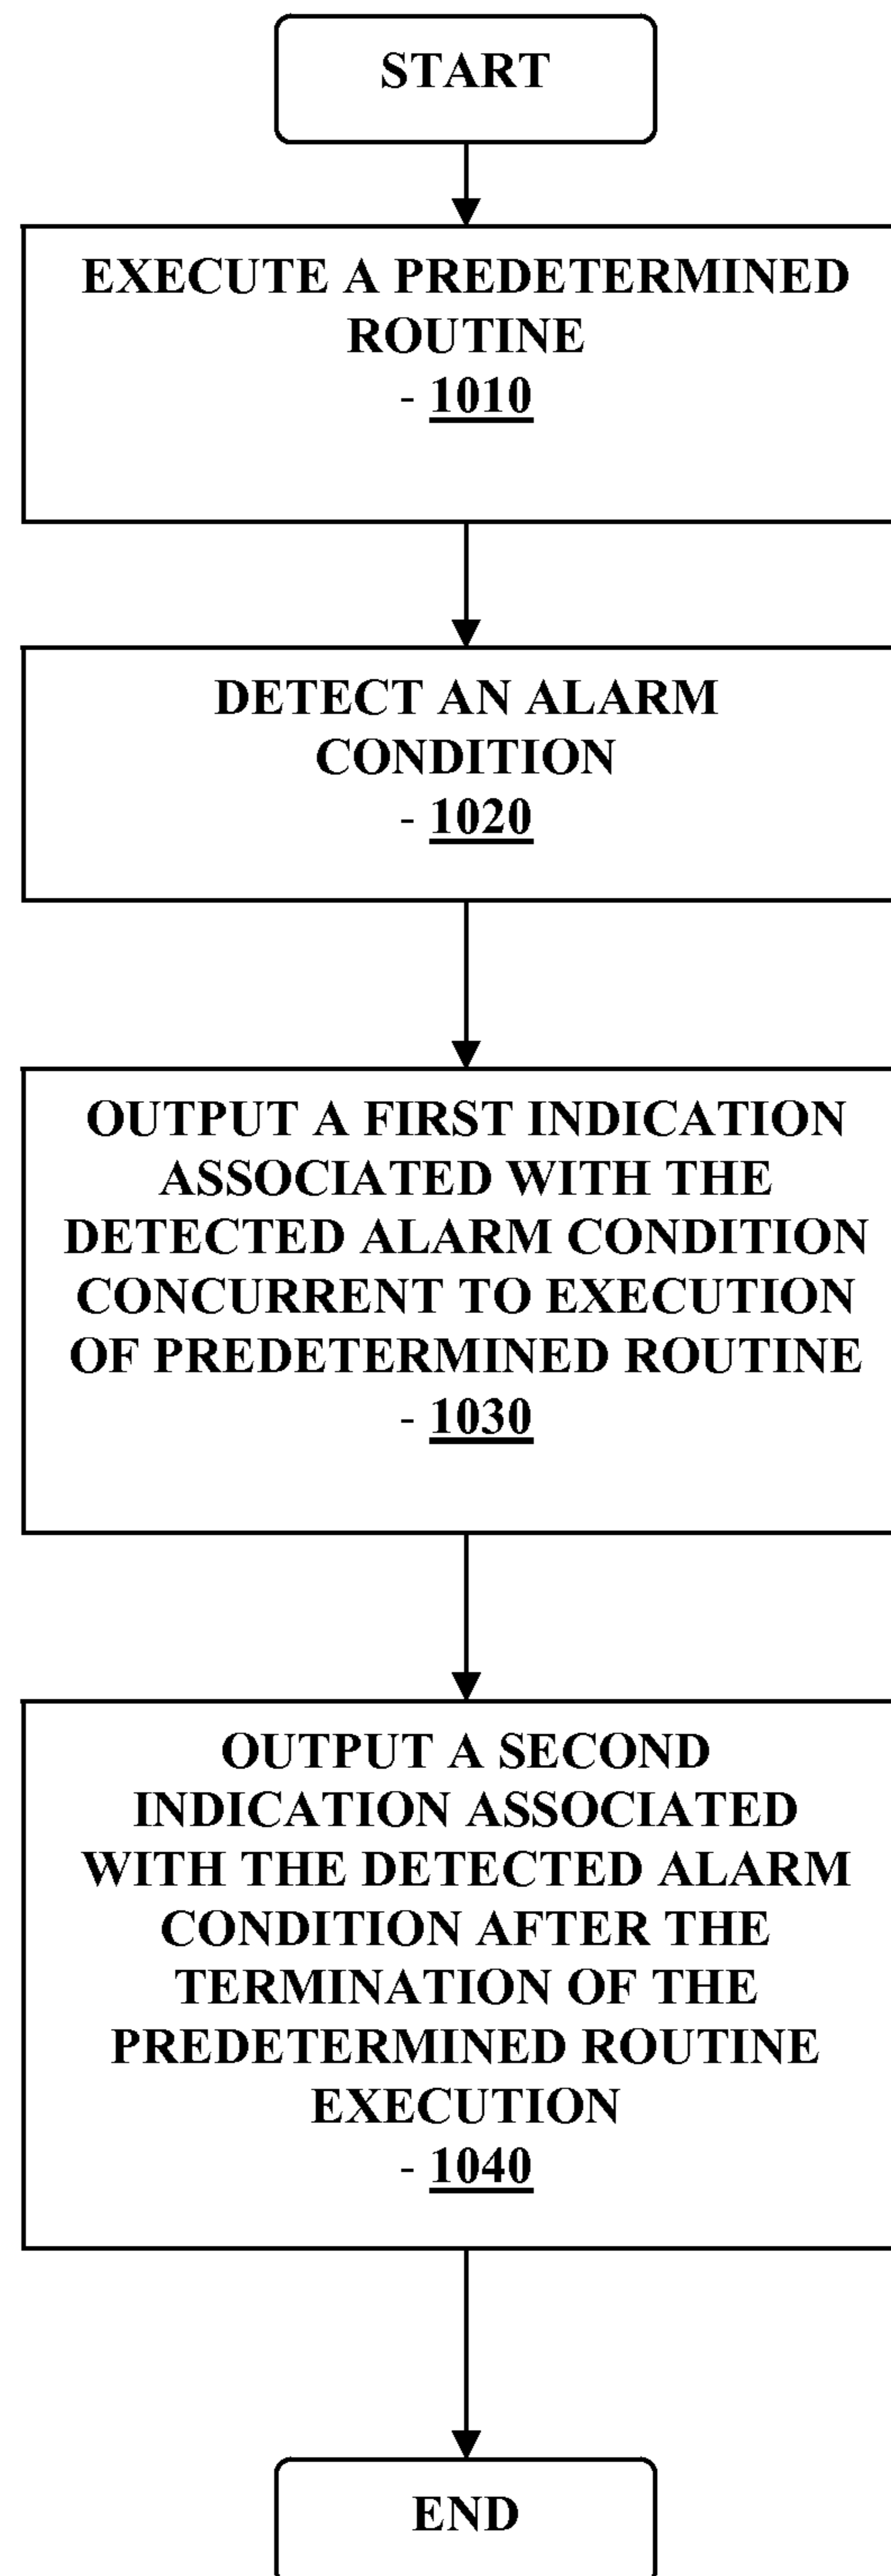 START
EXECUTE A PREDETERMINED
ROUTINE
- 1010
DETECT AN ALARM
CONDITION
- 1020
OUTPUT A FIRST INDICATION
ASSOCIATED WITH THE
DETECTED ALARM CONDITION
CONCURRENT TO EXECUTION
OF PREDETERMINED ROUTINE
- 1030
OUTPUT A SECOND
INDICATION ASSOCIATED
WITH THE DETECTED ALARM
CONDITION AFTER THE
TERMINATION OF THE
PREDETERMINED ROUTINE
EXECUTION
- 1040
END